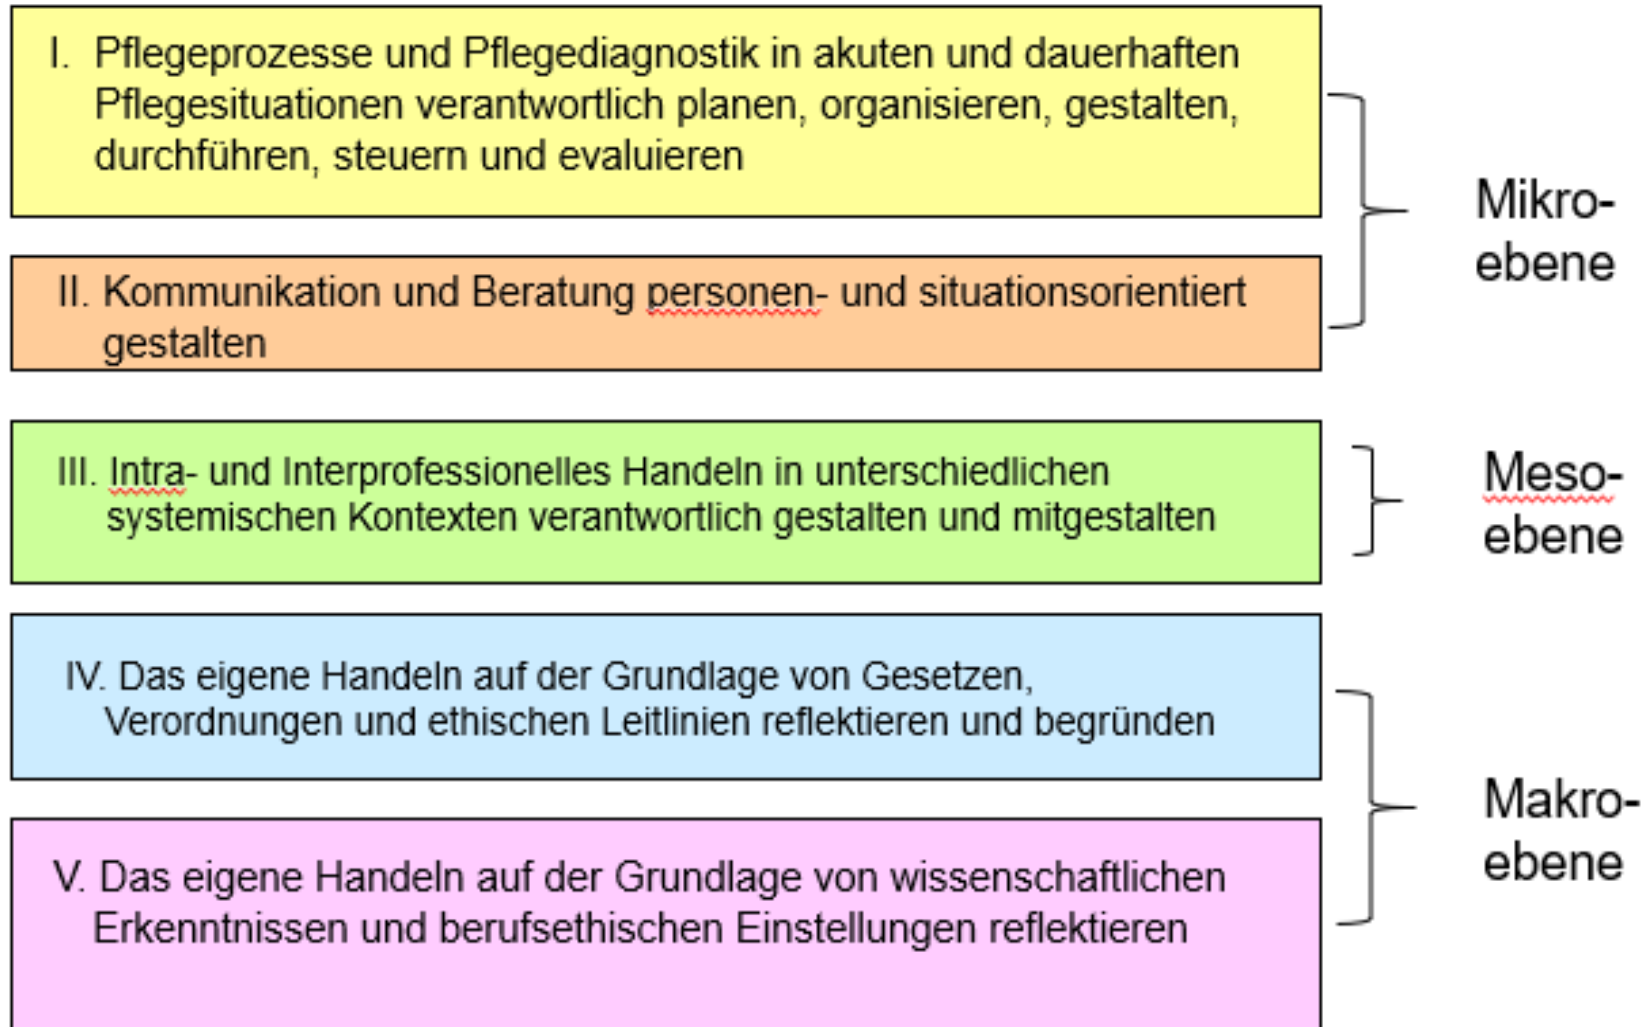 I. Pflegeprozesse und Pflegediagnostik in akuten und dauerhaften
Pflegesituationen verantwortlich planen, organisieren, gestalten,
durchführen, steuern und evaluieren
Mikro-
ebene
II. Kommunikation und Beratung personen- und situationsorientiert
gestalten
III. Intra- und Interprofessionelles Handeln in unterschiedlichen
systemischen Kontexten verantwortlich gestalten und mitgestalten
Meso-
ebene
IV. Das eigene Handeln auf der Grundlage von Gesetzen,
Verordnungen und ethischen Leitlinien reflektieren und begründen
Makro-
ebene
V. Das eigene Handeln auf der Grundlage von wissenschaftlichen
Erkenntnissen und berufsethischen Einstellungen reflektieren